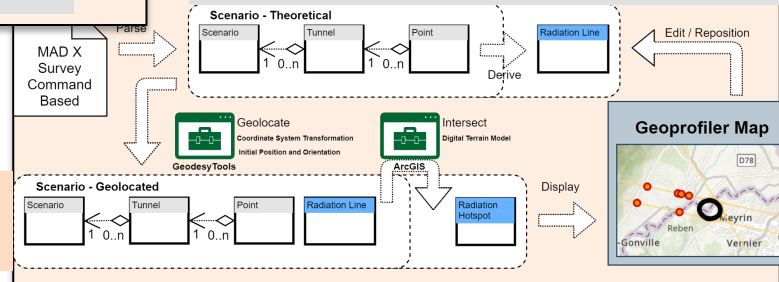 Parse
MAD X
Survey
Command
Based
Scenario - Theoretical
Scenario
Tunnel
Point
1 0..n
1 0..n
Derive
Radiation Line
Edit / Reposition
Geolocate
Coordinate System Transformation
Initial Position and Orientation
GeodesyTools
Intersect
Digital Terrain Model
ArcGIS
Scenario - Geolocated
Scenario
Tunnel
Point
Radiation Line
1 0..n
1 0..n
Radiation
Hotspot
Display
Geoprofiler Map
D78
Meyrin
Reben
-Gonville
Vernier